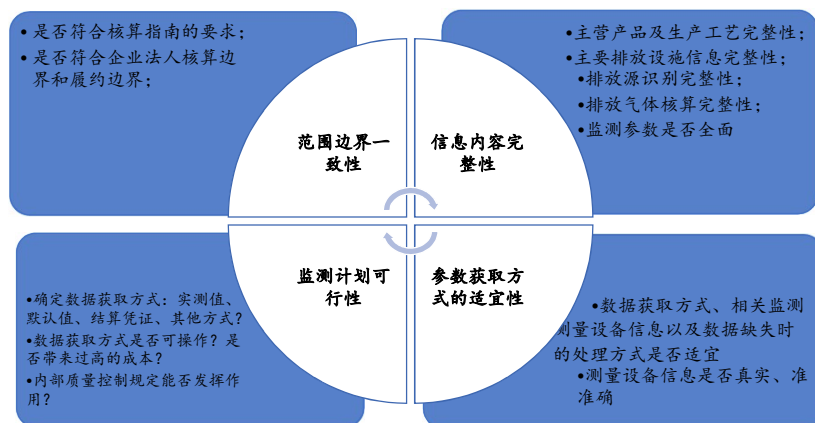 • 是否符合核算指南的要求；
• 是否符合企业法人核算边
界和履约边界；
•主营产品及生产工艺完整性；
•主要排放设施信息完整性；
•排放源识别完整性；
•排放气体核算完整性；
•监测参数是否全面
范围边界一
致性
信息内容完
整性
监测计划可
行性
参数获取方
式的适宜性
•确定数据获取方式：实测值、
默认值、结算凭证、其他方式？
•数据获取方式是否可操作？是
否带来过高的成本？
•内部质量控制规定能否发挥作
用？
•数据获取方式、相关监测
测量设备信息以及数据缺失时
的处理方式是否适宜
•测量设备信息是否真实、准
准确